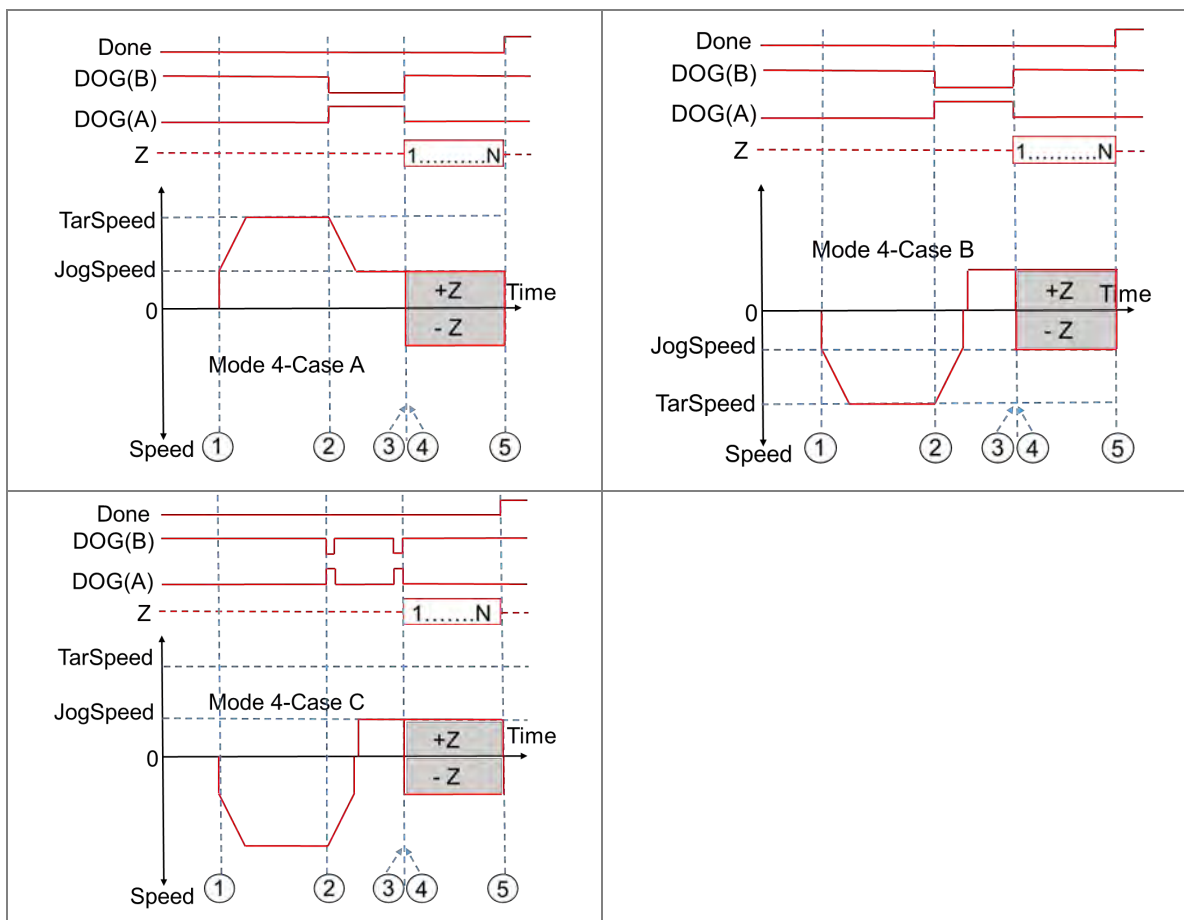 Done
DOG(B)
DOG(A)
Z
1..........N
TarSpeed
JogSpeed
+Z
Time
0
- Z
Mode 4-Case A
Speed
1
2
3
4
5
Done
DOG(B)
DOG(A)
Z
1..........N
Mode 4-Case B
+Z
Time
0
- Z
JogSpeed
TarSpeed
Speed
1
2
3
4
5
Done
DOG(B)
DOG(A)
Z
1.......N
TarSpeed
Mode 4-Case C
JogSpeed
+Z
Time
0
- Z
Speed
1
2
3
4
5